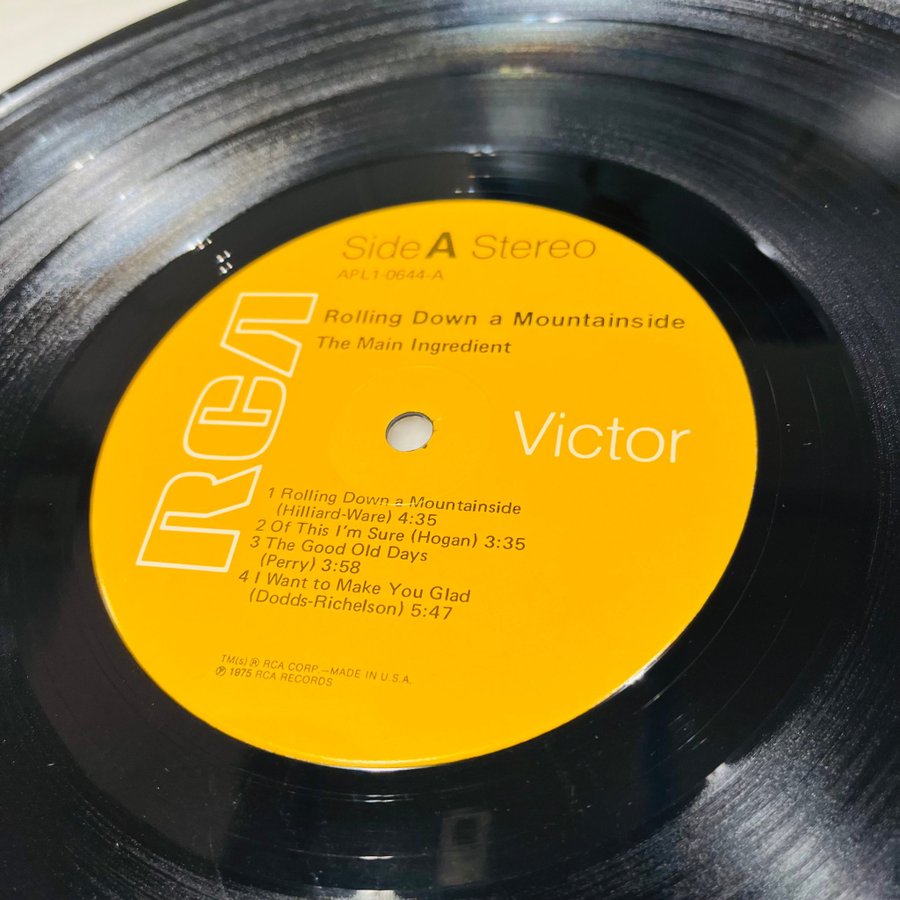 Side A Stereo
APL1-0644-A
RCA
Rolling Down a Mountainside
The Main Ingredient
Victor
1 Rolling Down a Mountainside
(Hilliard-Ware) 4:35
2 Of This I'm Sure (Hogan) 3:35
3 The Good Old Days
(Perry) 3:58
4 I Want to Make You Glad
(Dodds-Richelson) 5:47
TM(s) ® RCA CORP.—MADE IN U.S.A.
℗ 1975 RCA RECORDS